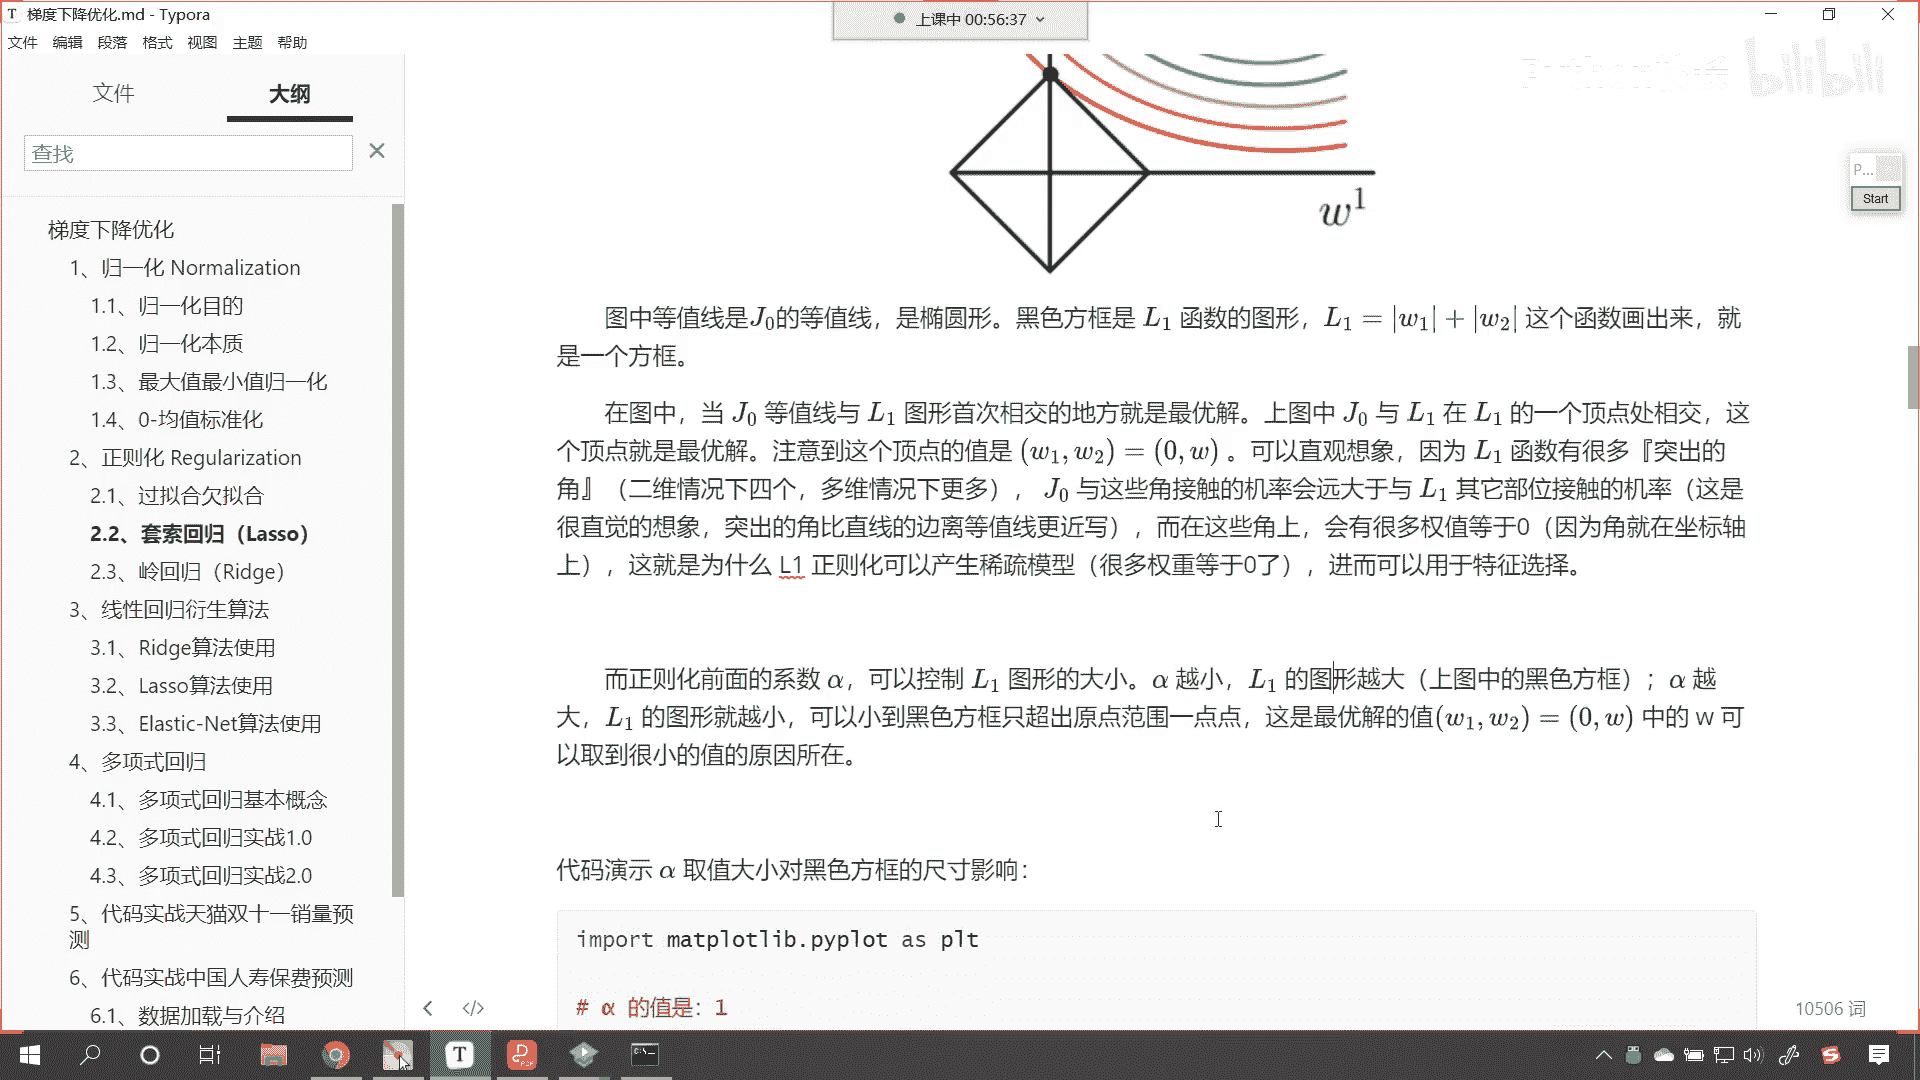 梯度下降优化.md - Typora
上课中 00:56:37
文件 编辑 段落 格式 视图 主题 帮助
bilibili
文件 大纲
查找
P...
Start
梯度下降优化
1、归一化 Normalization
1.1、归一化目的
1.2、归一化本质
1.3、最大值最小值归一化
1.4、0-均值标准化
2、正则化 Regularization
2.1、过拟合欠拟合
2.2、套索回归（Lasso）
2.3、岭回归（Ridge）
3、线性回归衍生算法
3.1、Ridge算法使用
3.2、Lasso算法使用
3.3、Elastic-Net算法使用
4、多项式回归
4.1、多项式回归基本概念
4.2、多项式回归实战1.0
4.3、多项式回归实战2.0
5、代码实战天猫双十一销量预
测
6、代码实战中国人寿保费预测
6.1、数据加载与介绍
w¹
图中等值线是J₀的等值线，是椭圆形。黑色方框是 L₁ 函数的图形，L₁ = |w₁| + |w₂| 这个函数画出来，就
是一个方框。
在图中，当 J₀ 等值线与 L₁ 图形首次相交的地方就是最优解。上图中 J₀ 与 L₁ 在 L₁ 的一个顶点处相交，这
个顶点就是最优解。注意到这个顶点的值是 (w₁, w₂) = (0, w) 。可以直观想象，因为 L₁ 函数有很多『突出的
角』（二维情况下四个，多维情况下更多）， J₀ 与这些角接触的机率会远大于与 L₁ 其它部位接触的机率（这是
很直觉的想象，突出的角比直线的边离等值线更近写），而在这些角上，会有很多权值等于0（因为角就在坐标轴
上），这就是为什么 L1 正则化可以产生稀疏模型（很多权重等于0了），进而可以用于特征选择。
而正则化前面的系数 α，可以控制 L₁ 图形的大小。α 越小，L₁ 的图形越大（上图中的黑色方框）；α 越
大，L₁ 的图形就越小，可以小到黑色方框只超出原点范围一点点，这是最优解的值(w₁, w₂) = (0, w) 中的 w 可
以取到很小的值的原因所在。
代码演示 α 取值大小对黑色方框的尺寸影响：
import matplotlib.pyplot as plt
# α 的值是：1
10506 词